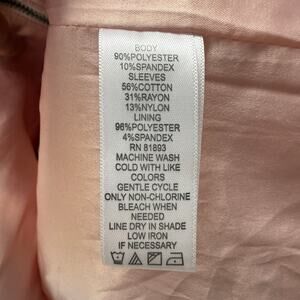 BODY
90%POLYESTER
10%SPANDEX
SLEEVES
56%COTTON
31%RAYON
13%NYLON
LINING
96%POLYESTER
4%SPANDEX
RN 81893
MACHINE WASH
COLD WITH LIKE
COLORS
GENTLE CYCLE
ONLY NON-CHLORINE
BLEACH WHEN
NEEDED
LINE DRY IN SHADE
LOW IRON
IF NECESSARY